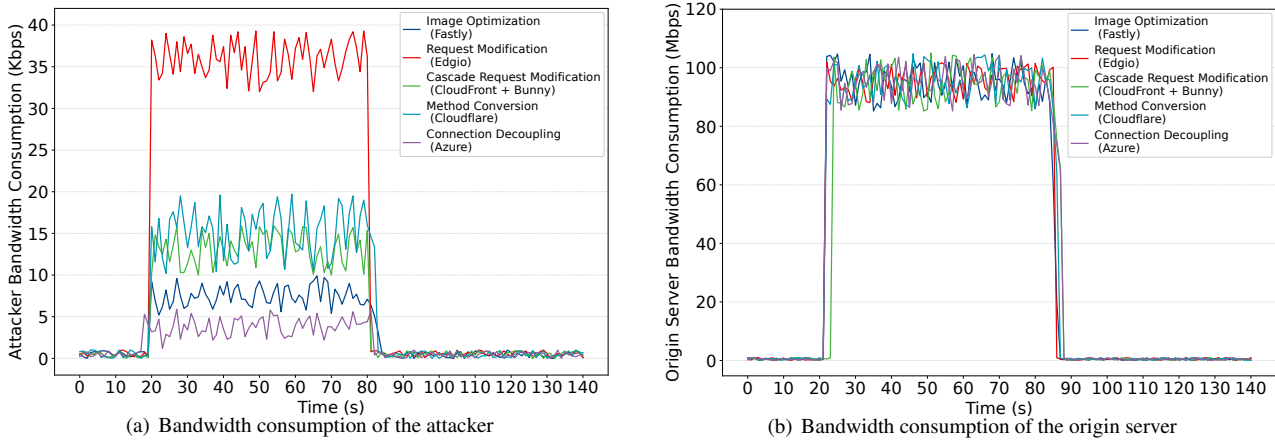 Attacker Bandwidth Consumption (Kbps)
40
35
30
25
20
15
10
5
0
0 10 20 30 40 50 60 70 80 90 100 110 120 130 140
Time (s)
Image Optimization
(Fastly)
Request Modification
(Edgio)
Cascade Request Modification
(CloudFront + Bunny)
Method Conversion
(Cloudflare)
Connection Decoupling
(Azure)
(a) Bandwidth consumption of the attacker
Origin Server Bandwidth Consumption (Mbps)
120
100
80
60
40
20
0
0 10 20 30 40 50 60 70 80 90 100 110 120 130 140
Time (s)
Image Optimization
(Fastly)
Request Modification
(Edgio)
Cascade Request Modification
(CloudFront + Bunny)
Method Conversion
(Cloudflare)
Connection Decoupling
(Azure)
(b) Bandwidth consumption of the origin server